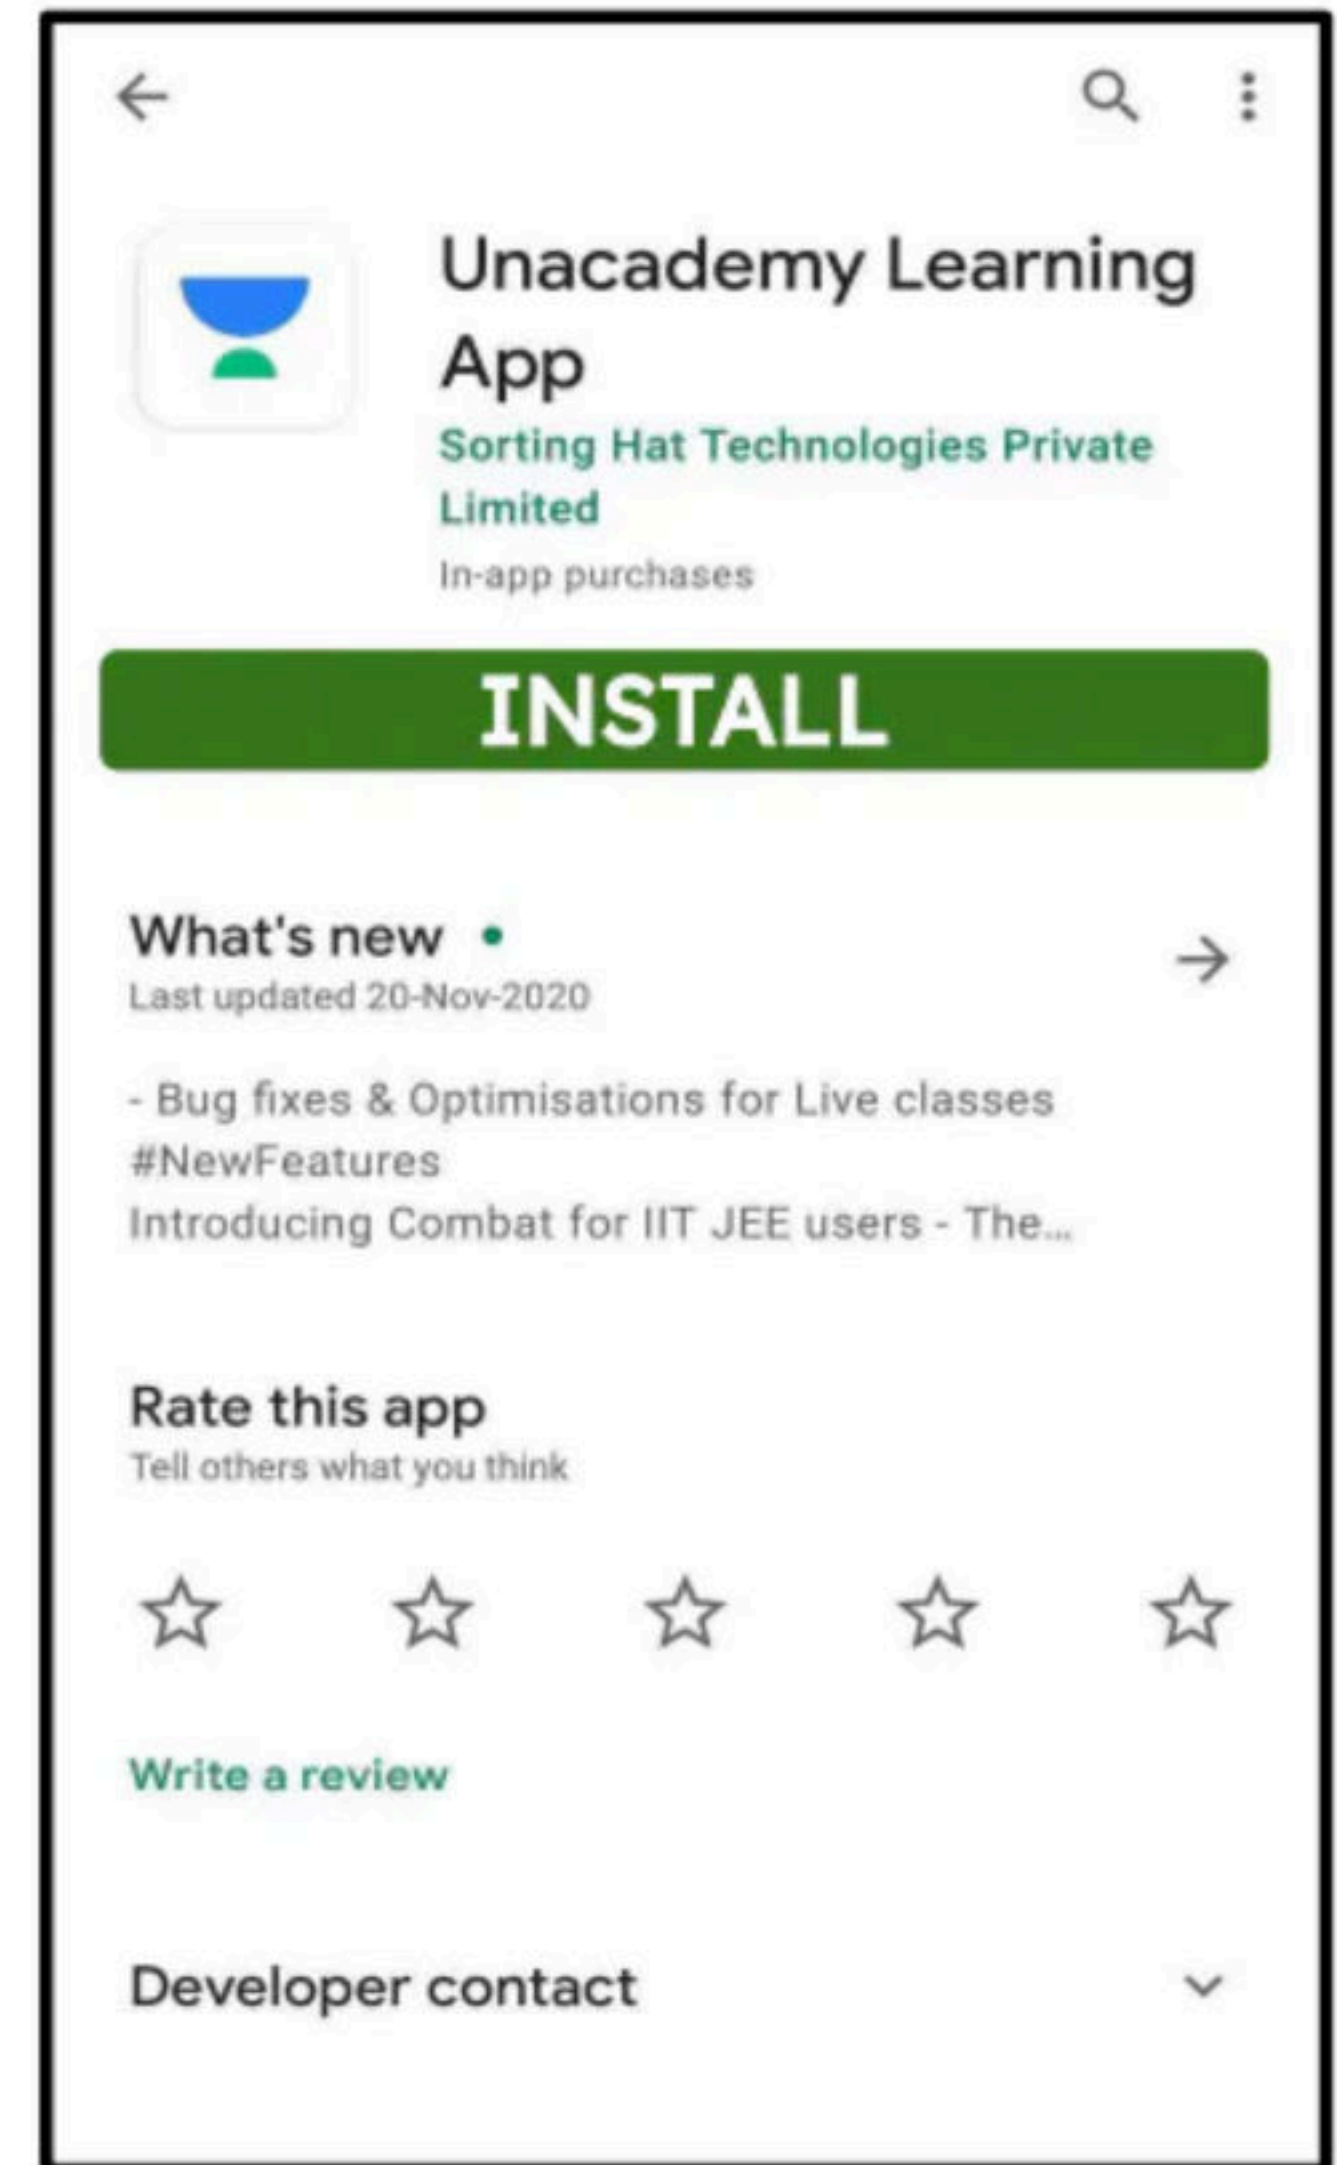 Unacademy Learning
App
Sorting Hat Technologies Private
Limited
In-app purchases
INSTALL
What's new •
Last updated 20-Nov-2020
- Bug fixes & Optimisations for Live classes
#NewFeatures
Introducing Combat for IIT JEE users - The...
Rate this app
Tell others what you think
Write a review
Developer contact